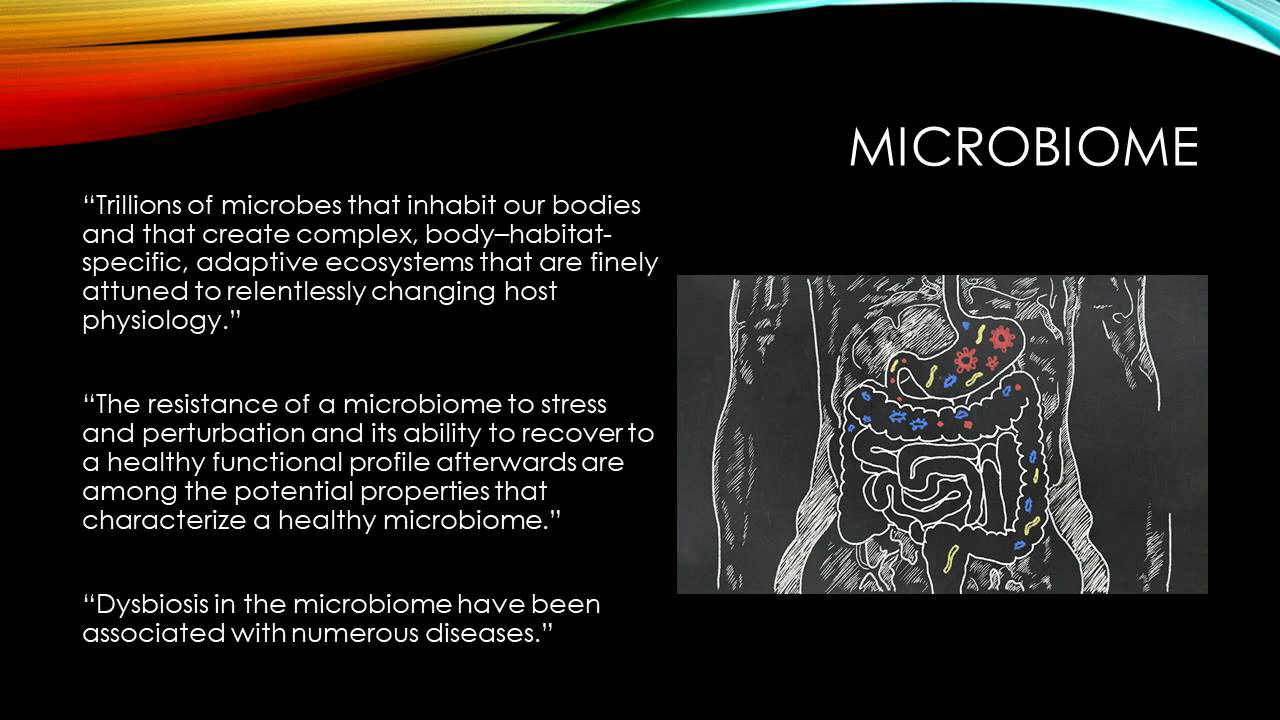 MICROBIOME
“Trillions of microbes that inhabit our bodies
and that create complex, body–habitat-
specific, adaptive ecosystems that are finely
attuned to relentlessly changing host
physiology.”
“The resistance of a microbiome to stress
and perturbation and its ability to recover to
a healthy functional profile afterwards are
among the potential properties that
characterize a healthy microbiome.”
“Dysbiosis in the microbiome have been
associated with numerous diseases.”